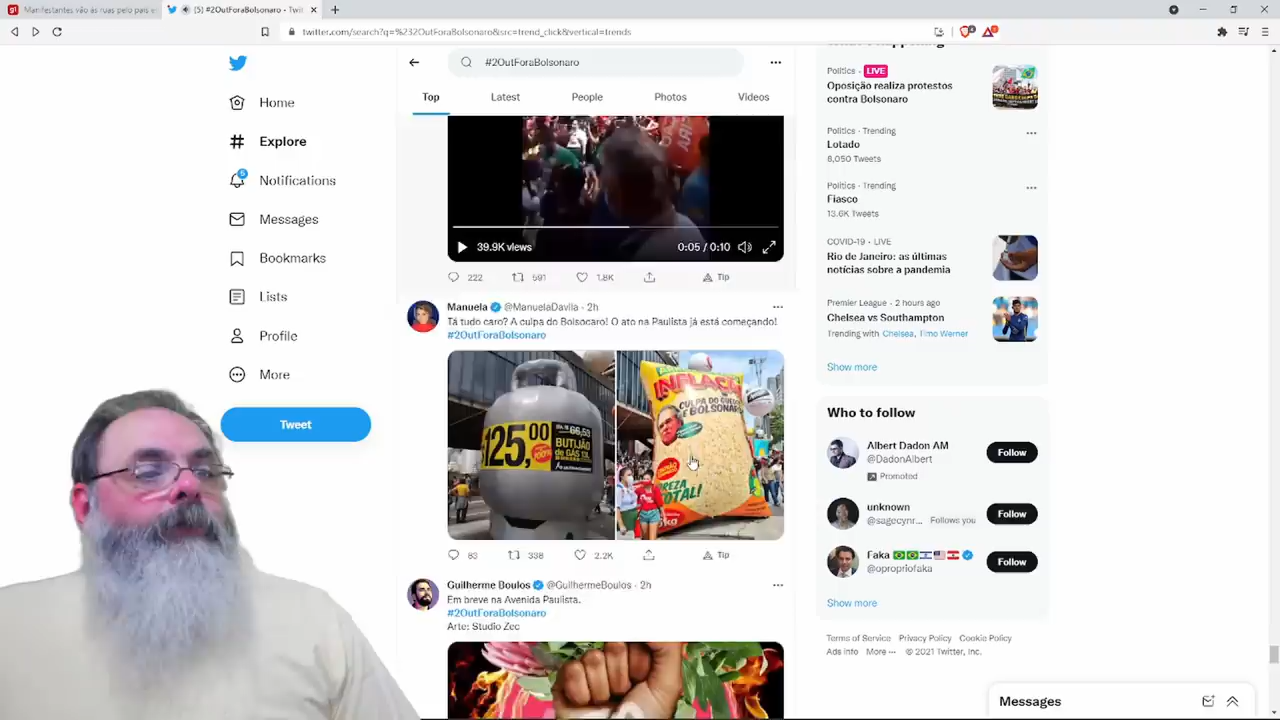 Manifestantes vão às ruas pelo país e
(5) #2OutForaBolsonaro - Twit
twitter.com/search?q=%232OutForaBolsonaro&src=trend_click&vertical=trends
Home
Explore
5
Notifications
Messages
Bookmarks
Lists
Profile
More
Tweet
#2OutForaBolsonaro
Top
Latest
People
Photos
Videos
39.9K views
0:05 / 0:10
222
591
1.8K
Tip
Manuela @ManuelaDavila · 2h
Tá tudo caro? A culpa do Bolsocaro! O ato na Paulista já está começando!
#2OutForaBolsonaro
125,00
BUTIJÃO
de GÁS
INFLAÇÃ
CULPA DO
E BOLSONARO
TOTAL!
83
338
2.2K
Tip
Guilherme Boulos @GuilhermeBoulos · 2h
Em breve na Avenida Paulista.
#2OutForaBolsonaro
Arte: Studio Zec
What's happening
Politics · LIVE
Oposição realiza protestos
contra Bolsonaro
Politics · Trending
Lotado
8,050 Tweets
Politics · Trending
Fiasco
13.6K Tweets
COVID-19 · LIVE
Rio de Janeiro: as últimas
notícias sobre a pandemia
Premier League · 2 hours ago
Chelsea vs Southampton
Trending with Chelsea, Timo Werner
Show more
Who to follow
Albert Dadon AM
@DadonAlbert
Promoted
Follow
unknown
@sagecynr... Follows you
Follow
Faka
@opropriofaka
Follow
Show more
Terms of Service Privacy Policy Cookie Policy
Ads info More ··· © 2021 Twitter, Inc.
Messages